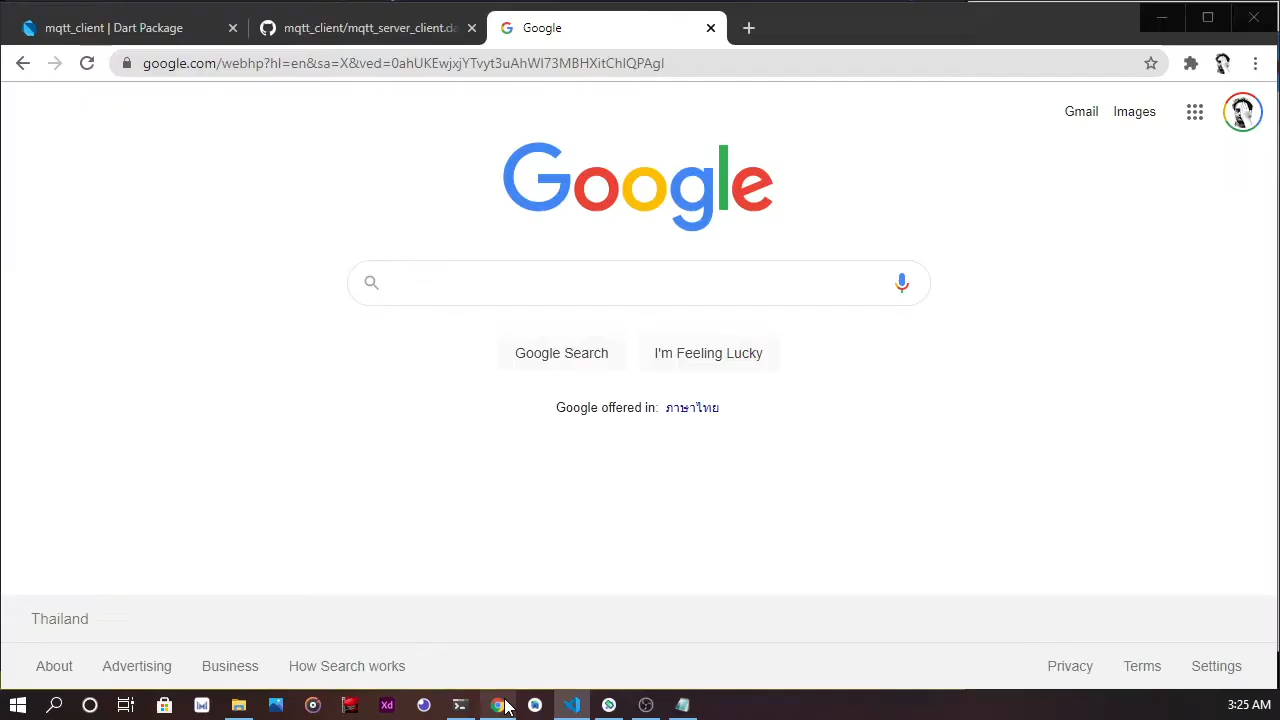 mqtt_client | Dart Package
mqtt_client/mqtt_server_client.da
Google
google.com/webhp?hl=en&sa=X&ved=0ahUKEwjxjYTvyt3uAhWI73MBHXitChIQPAgI
Gmail Images
Google
Google Search I'm Feeling Lucky
Google offered in: ภาษาไทย
Thailand
About Advertising Business How Search works Privacy Terms Settings
Xd
3:25 AM